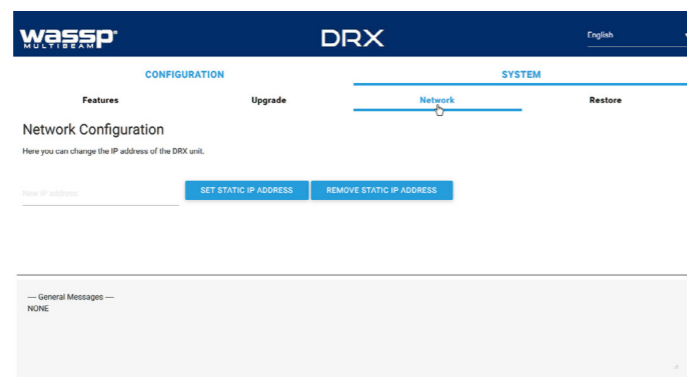 wassp
MULTIBEAM
DRX
English
CONFIGURATION
SYSTEM
Features
Upgrade
Network
Restore
Network Configuration
Here you can change the IP address of the DRX unit.
New IP address
SET STATIC IP ADDRESS
REMOVE STATIC IP ADDRESS
--- General Messages ---
NONE